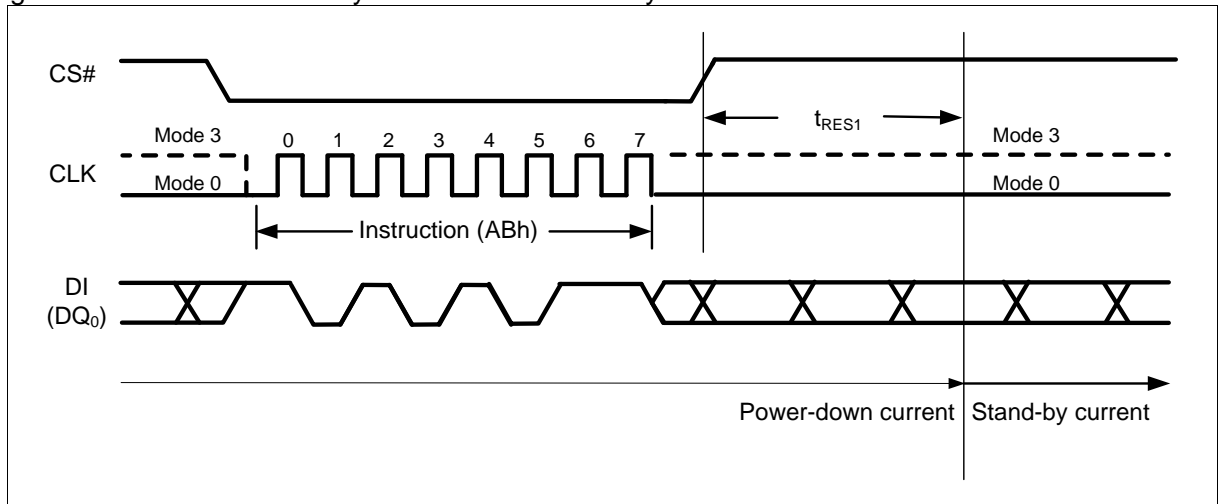 CS#
tRES1
Mode 3 0 1 2 3 4 5 6 7 Mode 3
CLK
Mode 0 Mode 0
Instruction (ABh)
DI
(DQ0)
Power-down current Stand-by current